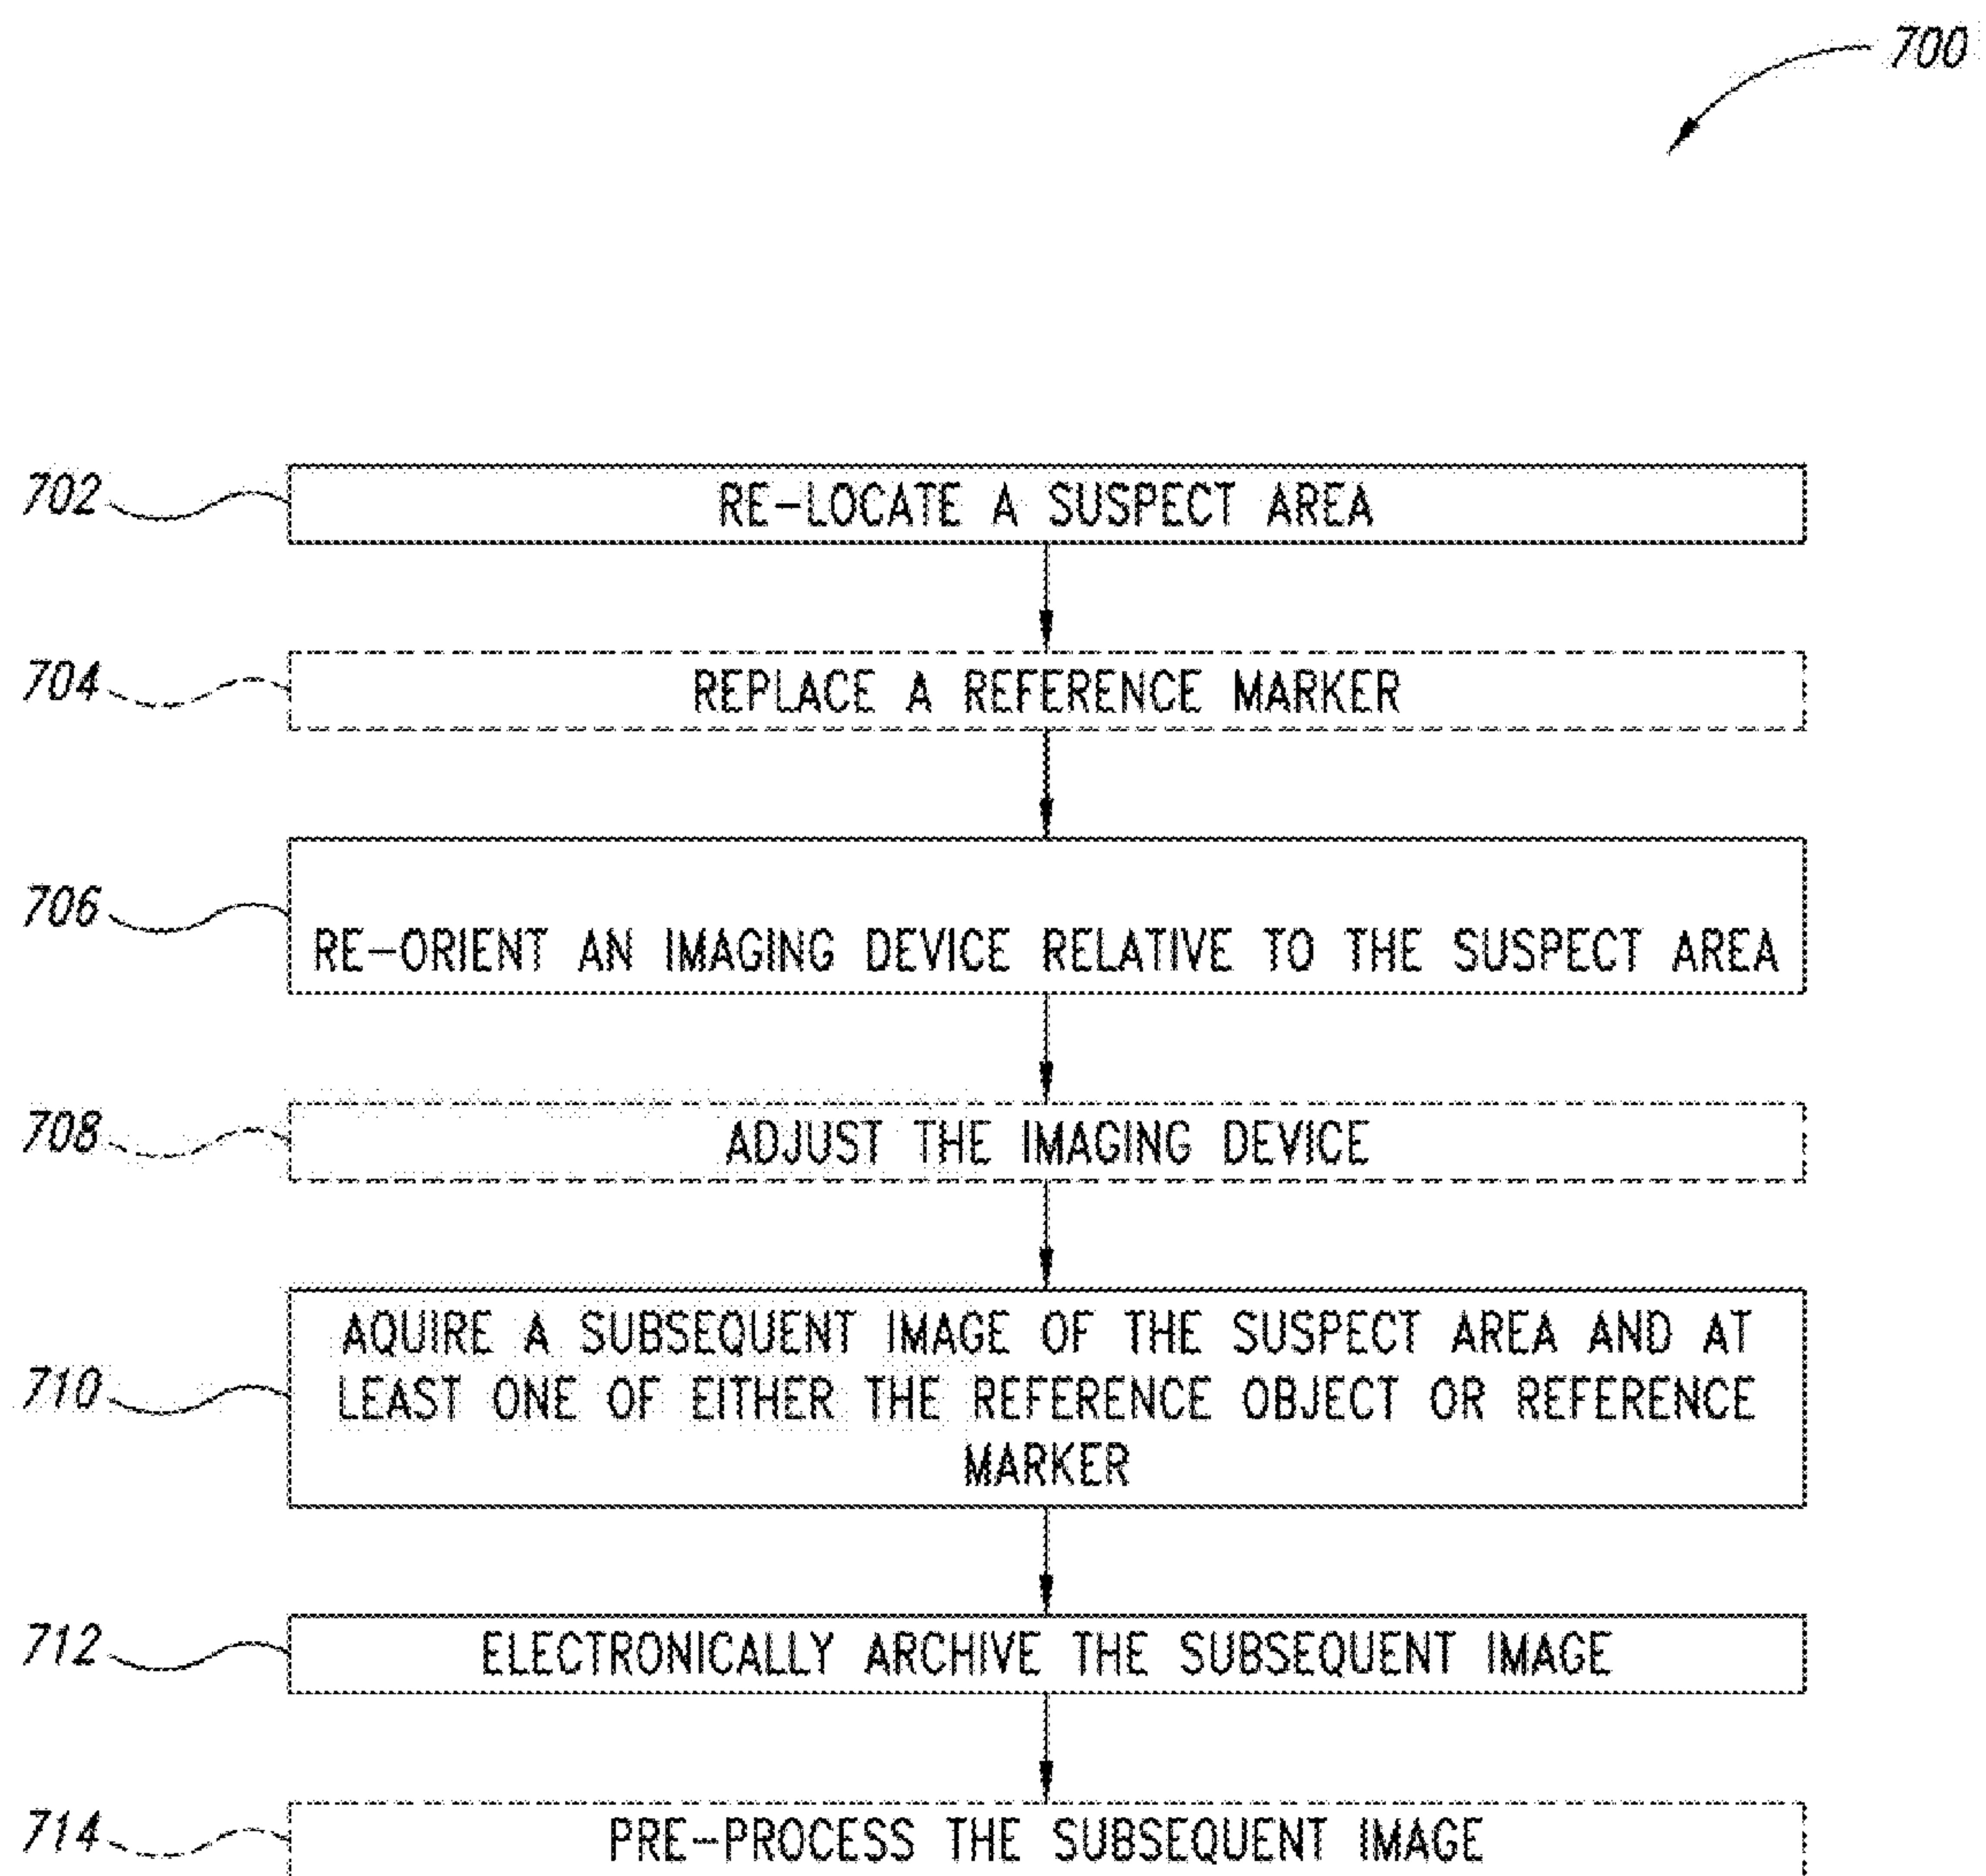 700
702
RE-LOCATE A SUSPECT AREA
704
REPLACE A REFERENCE MARKER
706
RE-ORIENT AN IMAGING DEVICE RELATIVE TO THE SUSPECT AREA
708
ADJUST THE IMAGING DEVICE
710
AQUIRE A SUBSEQUENT IMAGE OF THE SUSPECT AREA AND AT
LEAST ONE OF EITHER THE REFERENCE OBJECT OR REFERENCE
MARKER
712
ELECTRONICALLY ARCHIVE THE SUBSEQUENT IMAGE
714
PRE-PROCESS THE SUBSEQUENT IMAGE